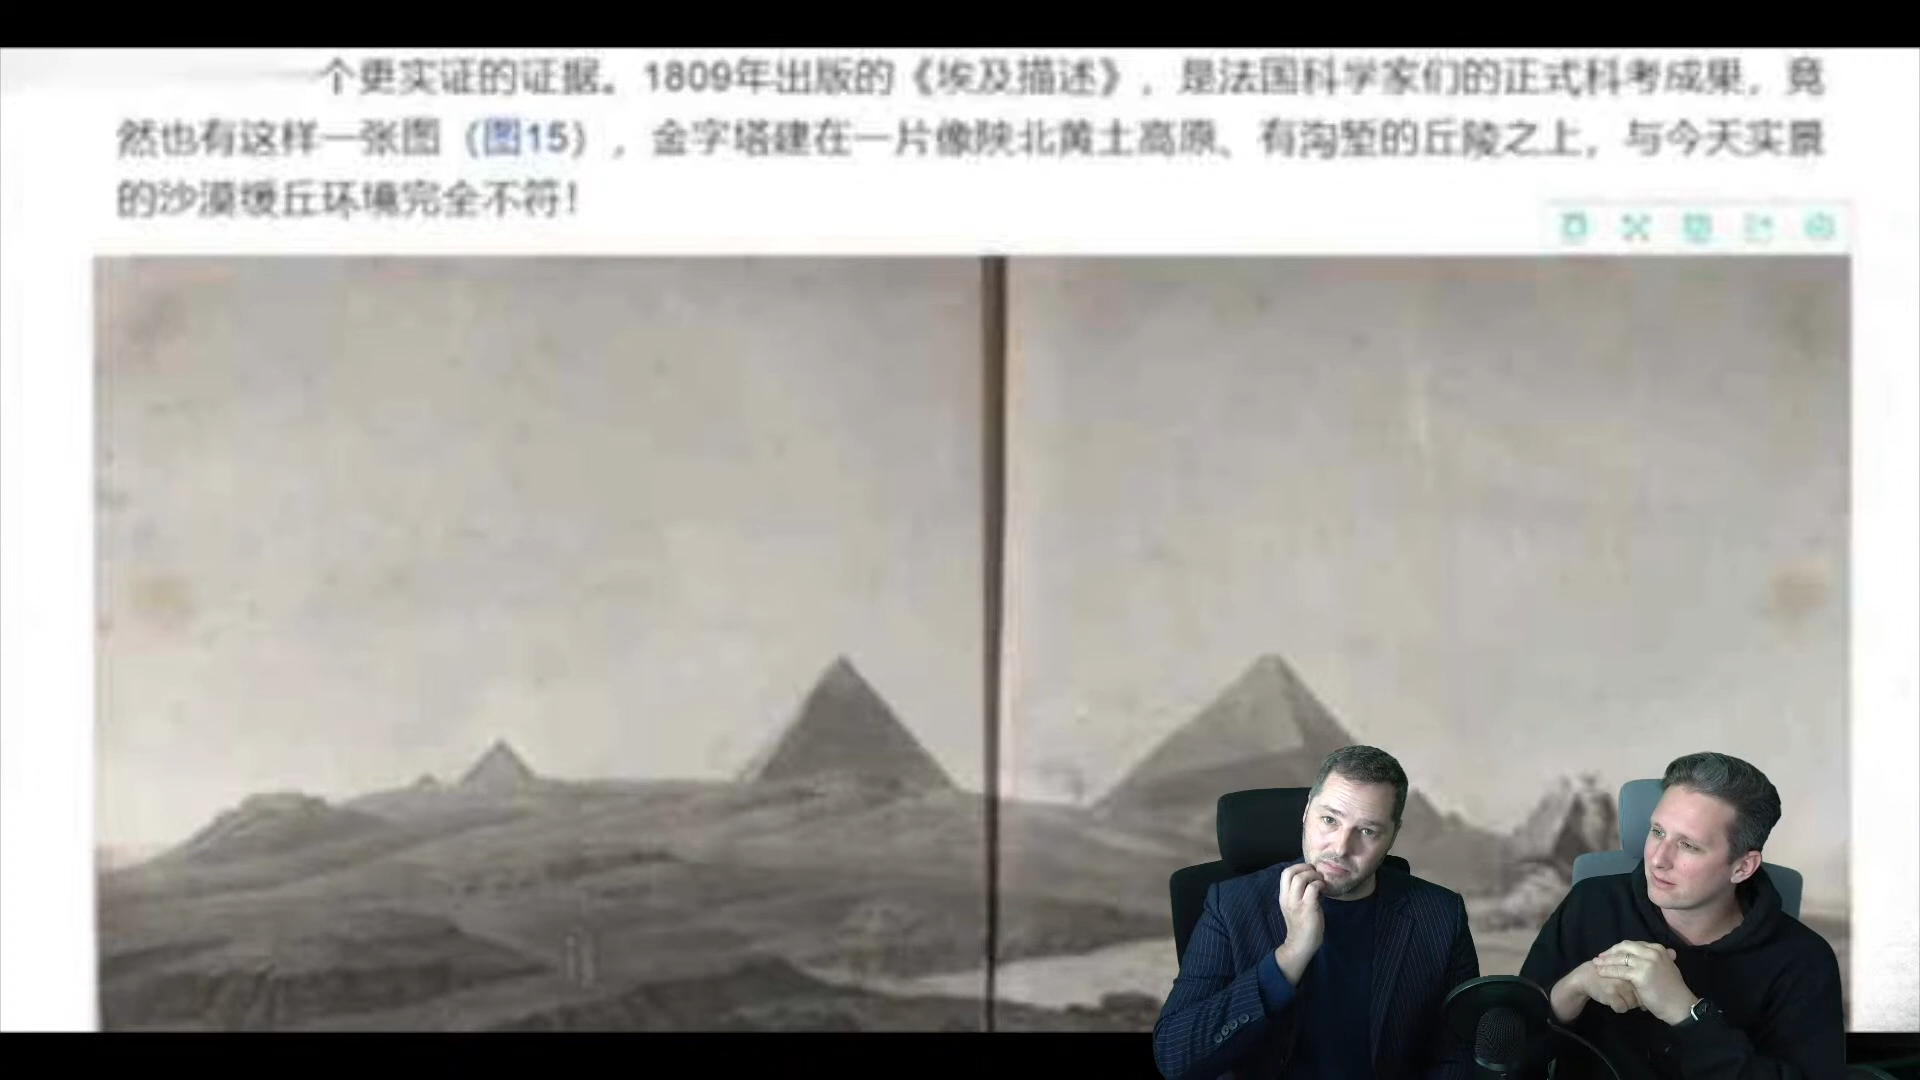 一个更实证的证据。1809年出版的《埃及描述》，是法国科学家们的正式科考成果，竟
然也有这样一张图（图15），金字塔建在一片像陕北黄土高原、有沟壑的丘陵之上，与今天实景
的沙漠缓丘环境完全不符！